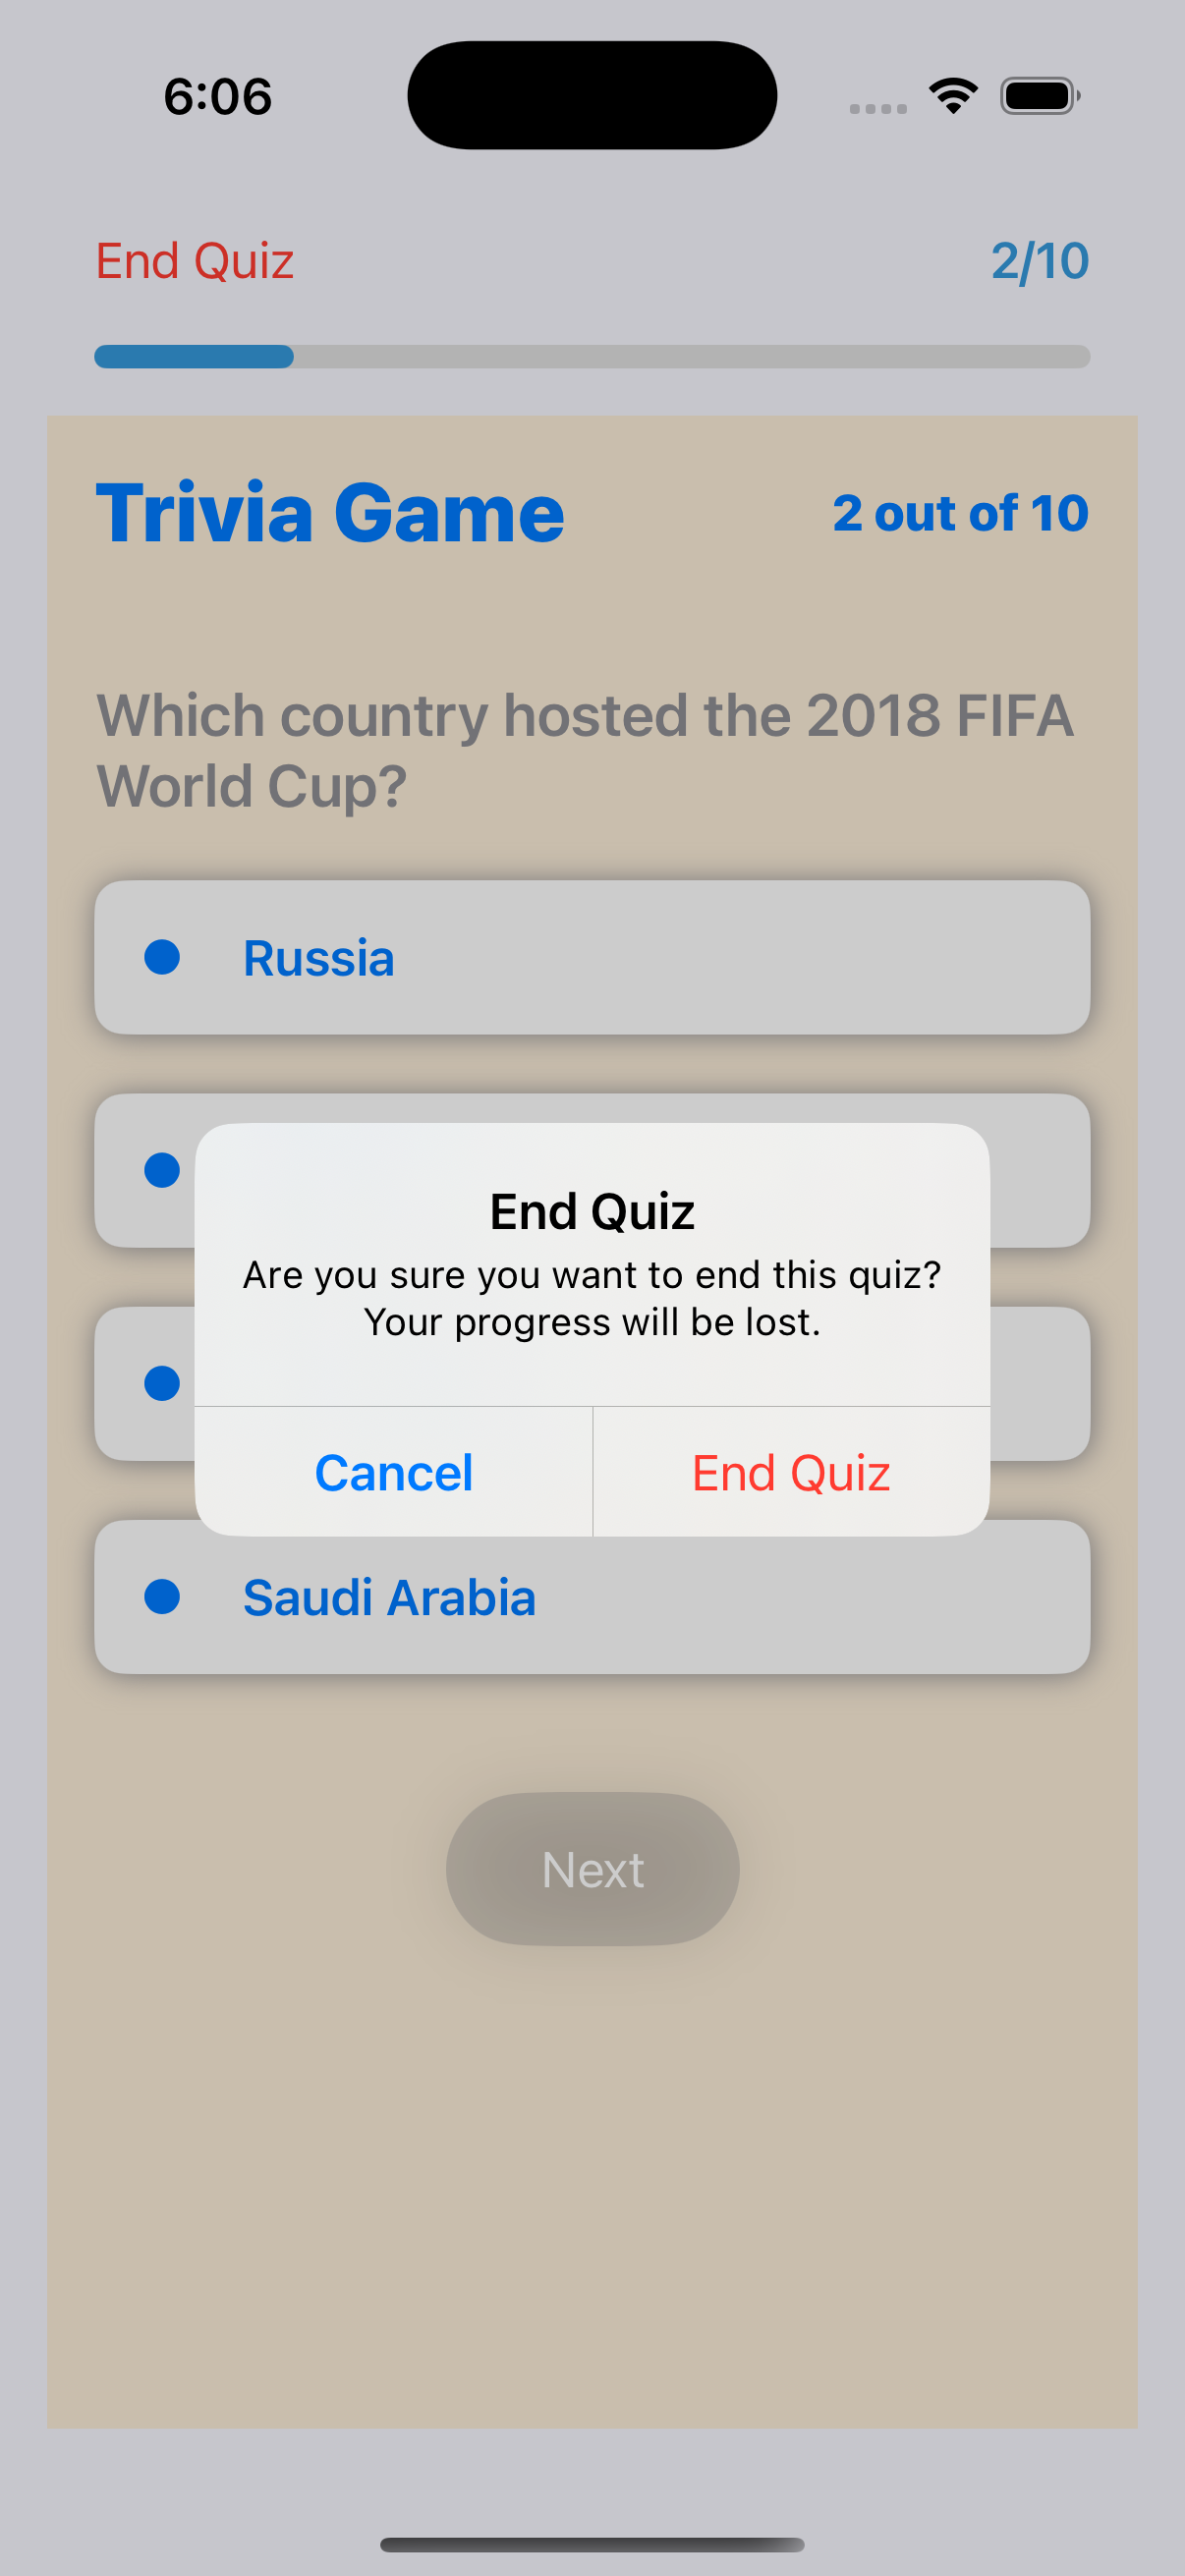 6:06
End Quiz
2/10
Trivia Game
2 out of 10
Which country hosted the 2018 FIFA
World Cup?
Russia
End Quiz
Are you sure you want to end this quiz?
Your progress will be lost.
Cancel
End Quiz
Saudi Arabia
Next